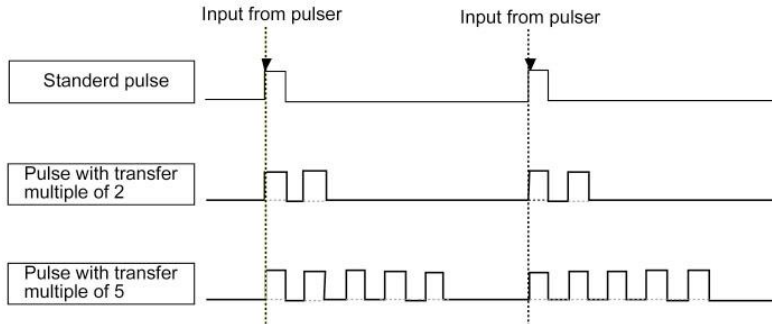 Input from pulser
Input from pulser
Standerd pulse
Pulse with transfer
multiple of 2
Pulse with transfer
multiple of 5